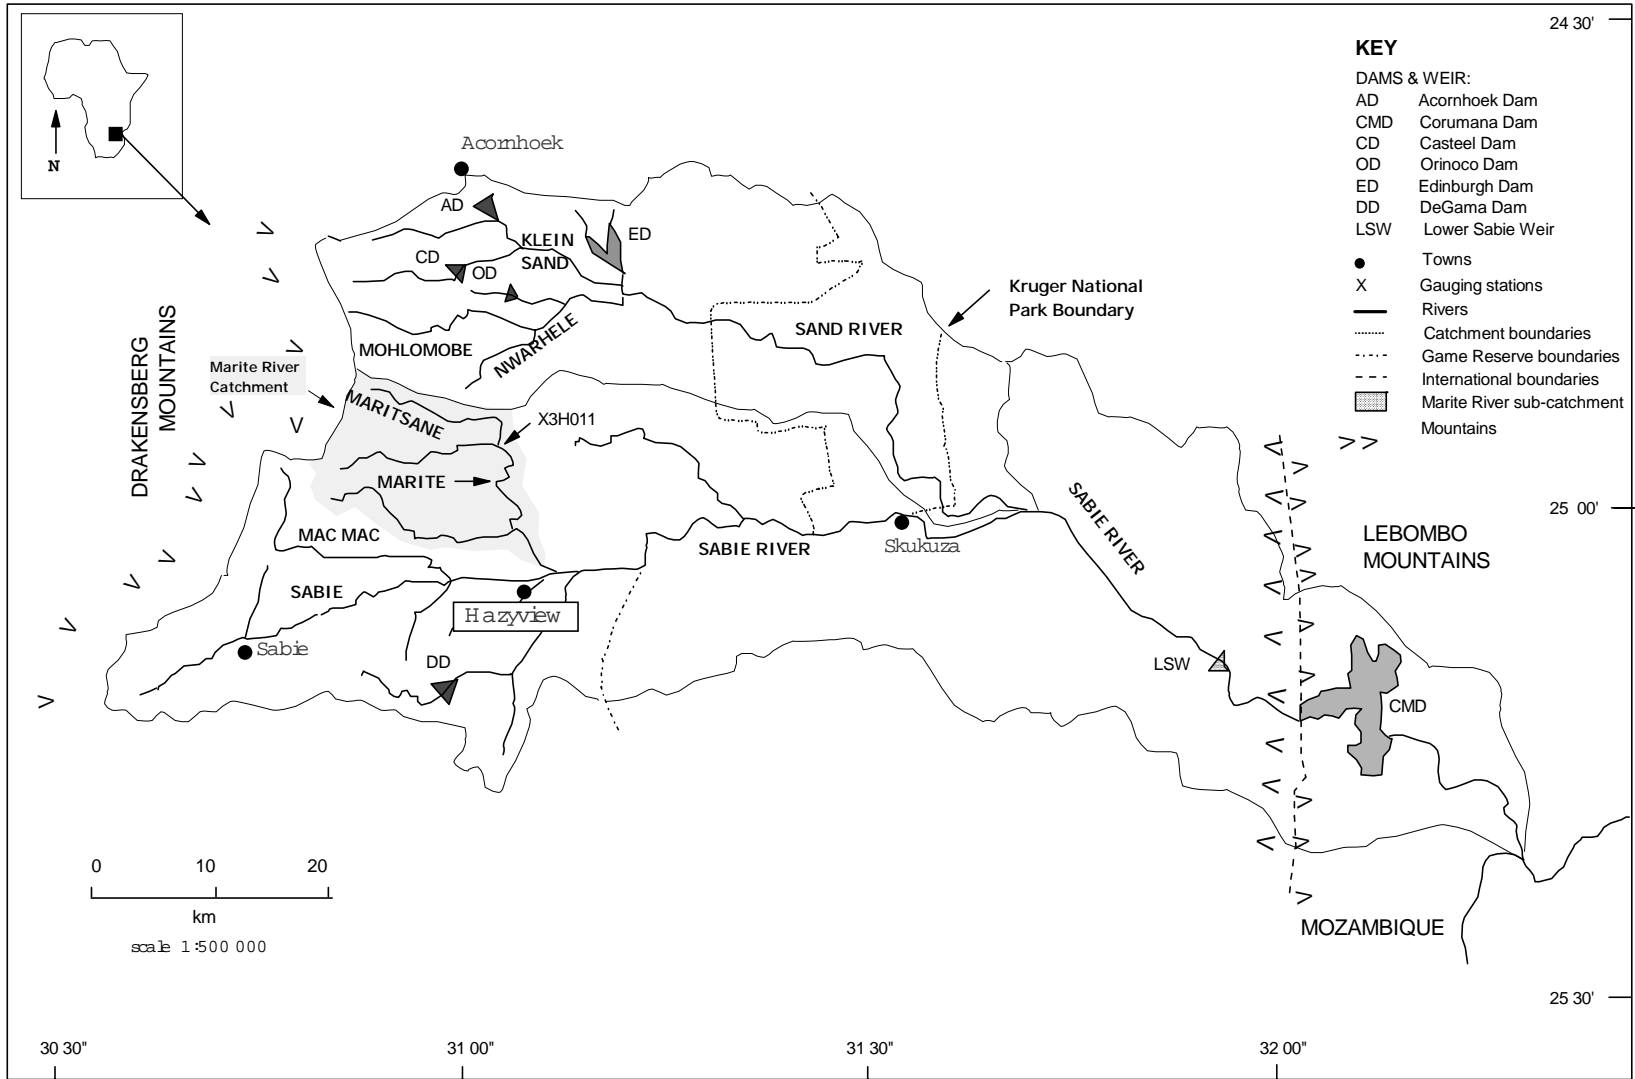 24 30'
KEY
DAMS & WEIR:
AD Acornhoek Dam
CMD Corumana Dam
CD Casteel Dam
OD Orinoco Dam
ED Edinburgh Dam
DD DeGama Dam
LSW Lower Sabie Weir
Towns
X Gauging stations
Rivers
Catchment boundaries
Game Reserve boundaries
International boundaries
Marite River sub-catchment
Mountains
N
Acornhoek
AD
KLEIN
SAND
ED
CD
OD
Kruger National
Park Boundary
SAND RIVER
MOHLOMOBE
NWARHELE
DRAKENSBERG
MOUNTAINS
Marite River
Catchment
MARITSANE
X3H011
MARITE
SABIE RIVER
25 00'
MAC MAC
SABIE RIVER
Skukuza
LEBOMBO
MOUNTAINS
SABIE
Hazyview
Sabie
DD
LSW
CMD
0 10 20
km
scale 1:500 000
MOZAMBIQUE
25 30'
30 30"
31 00"
31 30"
32 00"